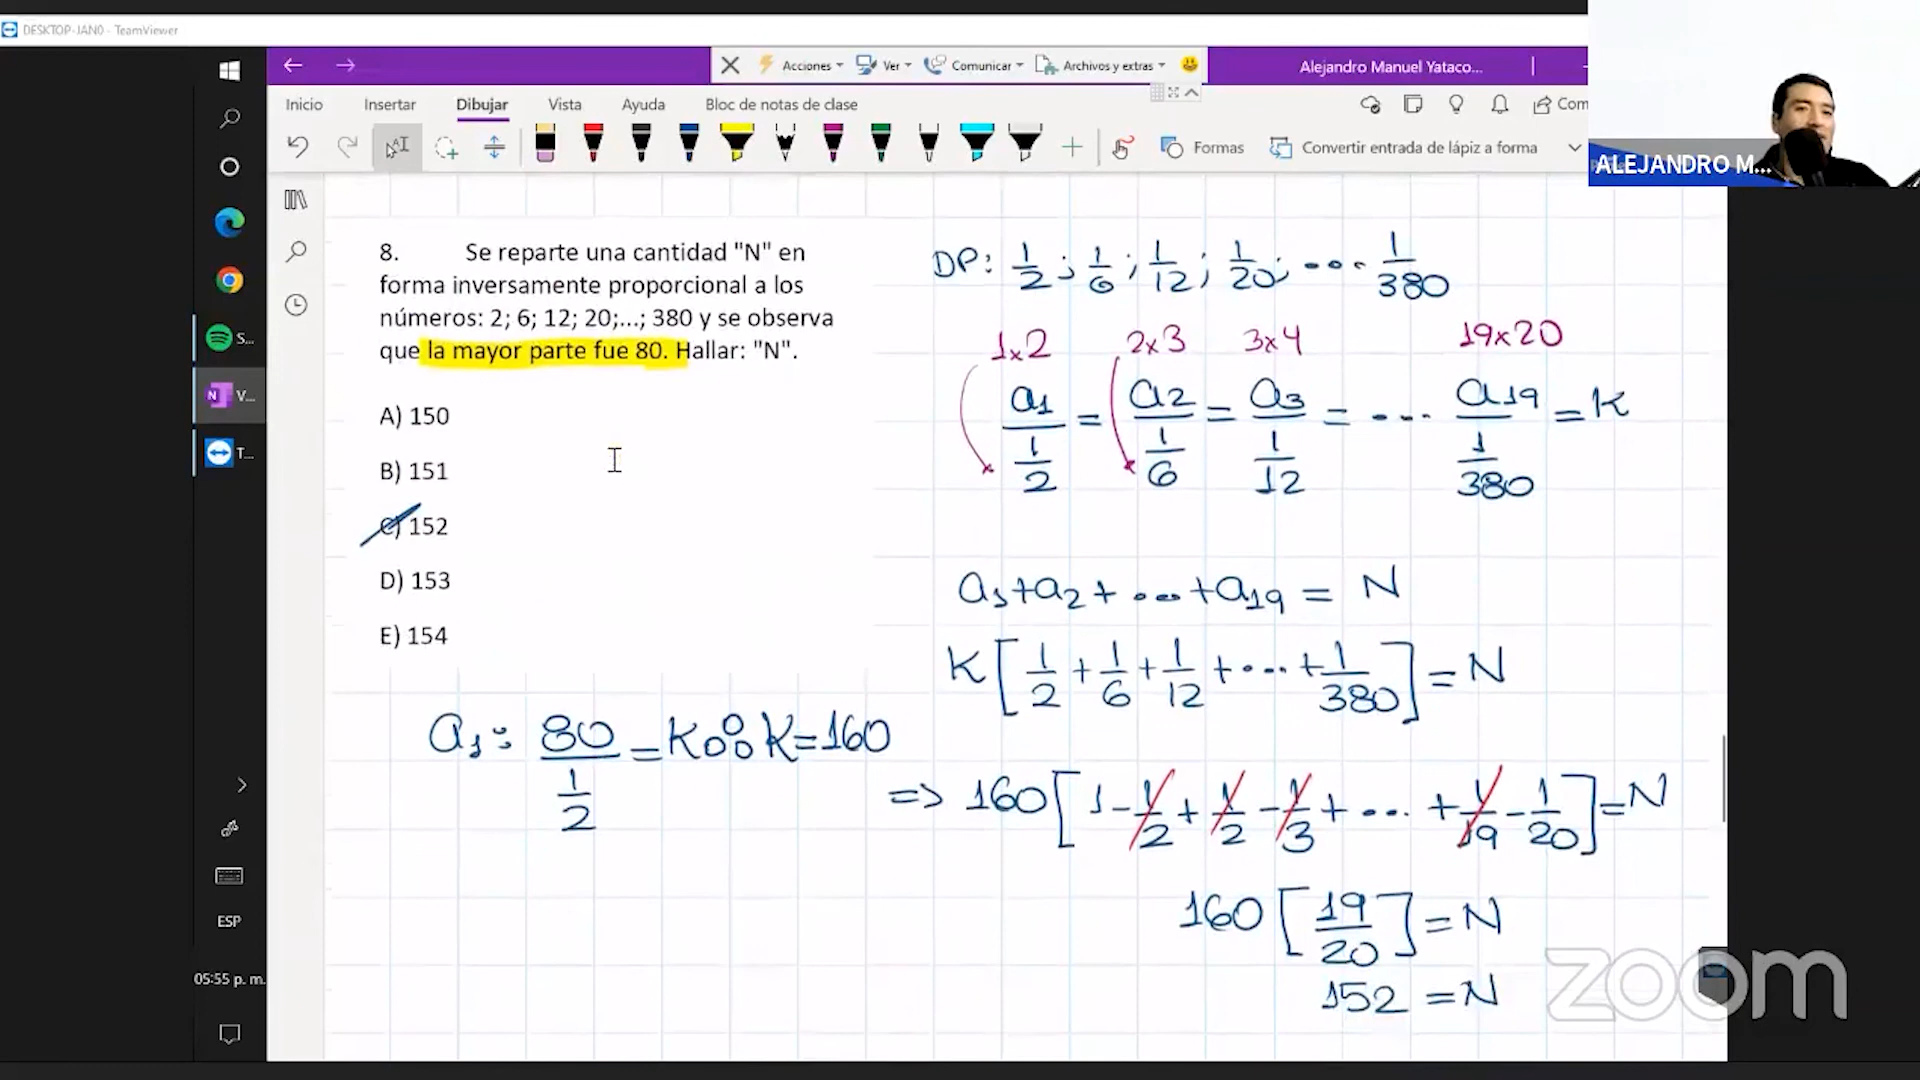 DESKTOP-JAN0 - TeamViewer
Acciones Ver Comunicar Archivos y extras
Alejandro Manuel Yataco...
Inicio Insertar Dibujar Vista Ayuda Bloc de notas de clase
Com
Formas Convertir entrada de lápiz a forma
ALEJANDRO M...
S...
V...
T...
ESP
05:55 p. m.
8. Se reparte una cantidad "N" en
forma inversamente proporcional a los
números: 2; 6; 12; 20;...; 380 y se observa
que la mayor parte fue 80. Hallar: "N".
A) 150
B) 151
C) 152
D) 153
E) 154
a₁: 80/(1/2) = K ∴ K=160
DP: 1/2; 1/6; 1/12; 1/20; ... 1/380
1x2 2x3 3x4 19x20
a₁/(1/2) = a₂/(1/6) = a₃/(1/12) = ... a₁₉/(1/380) = K
a₁+a₂+...+a₁₉ = N
K[1/2 + 1/6 + 1/12 + ... + 1/380] = N
=> 160[1 - 1/2 + 1/2 - 1/3 + ... + 1/19 - 1/20] = N
160[19/20] = N
152 = N
zoom